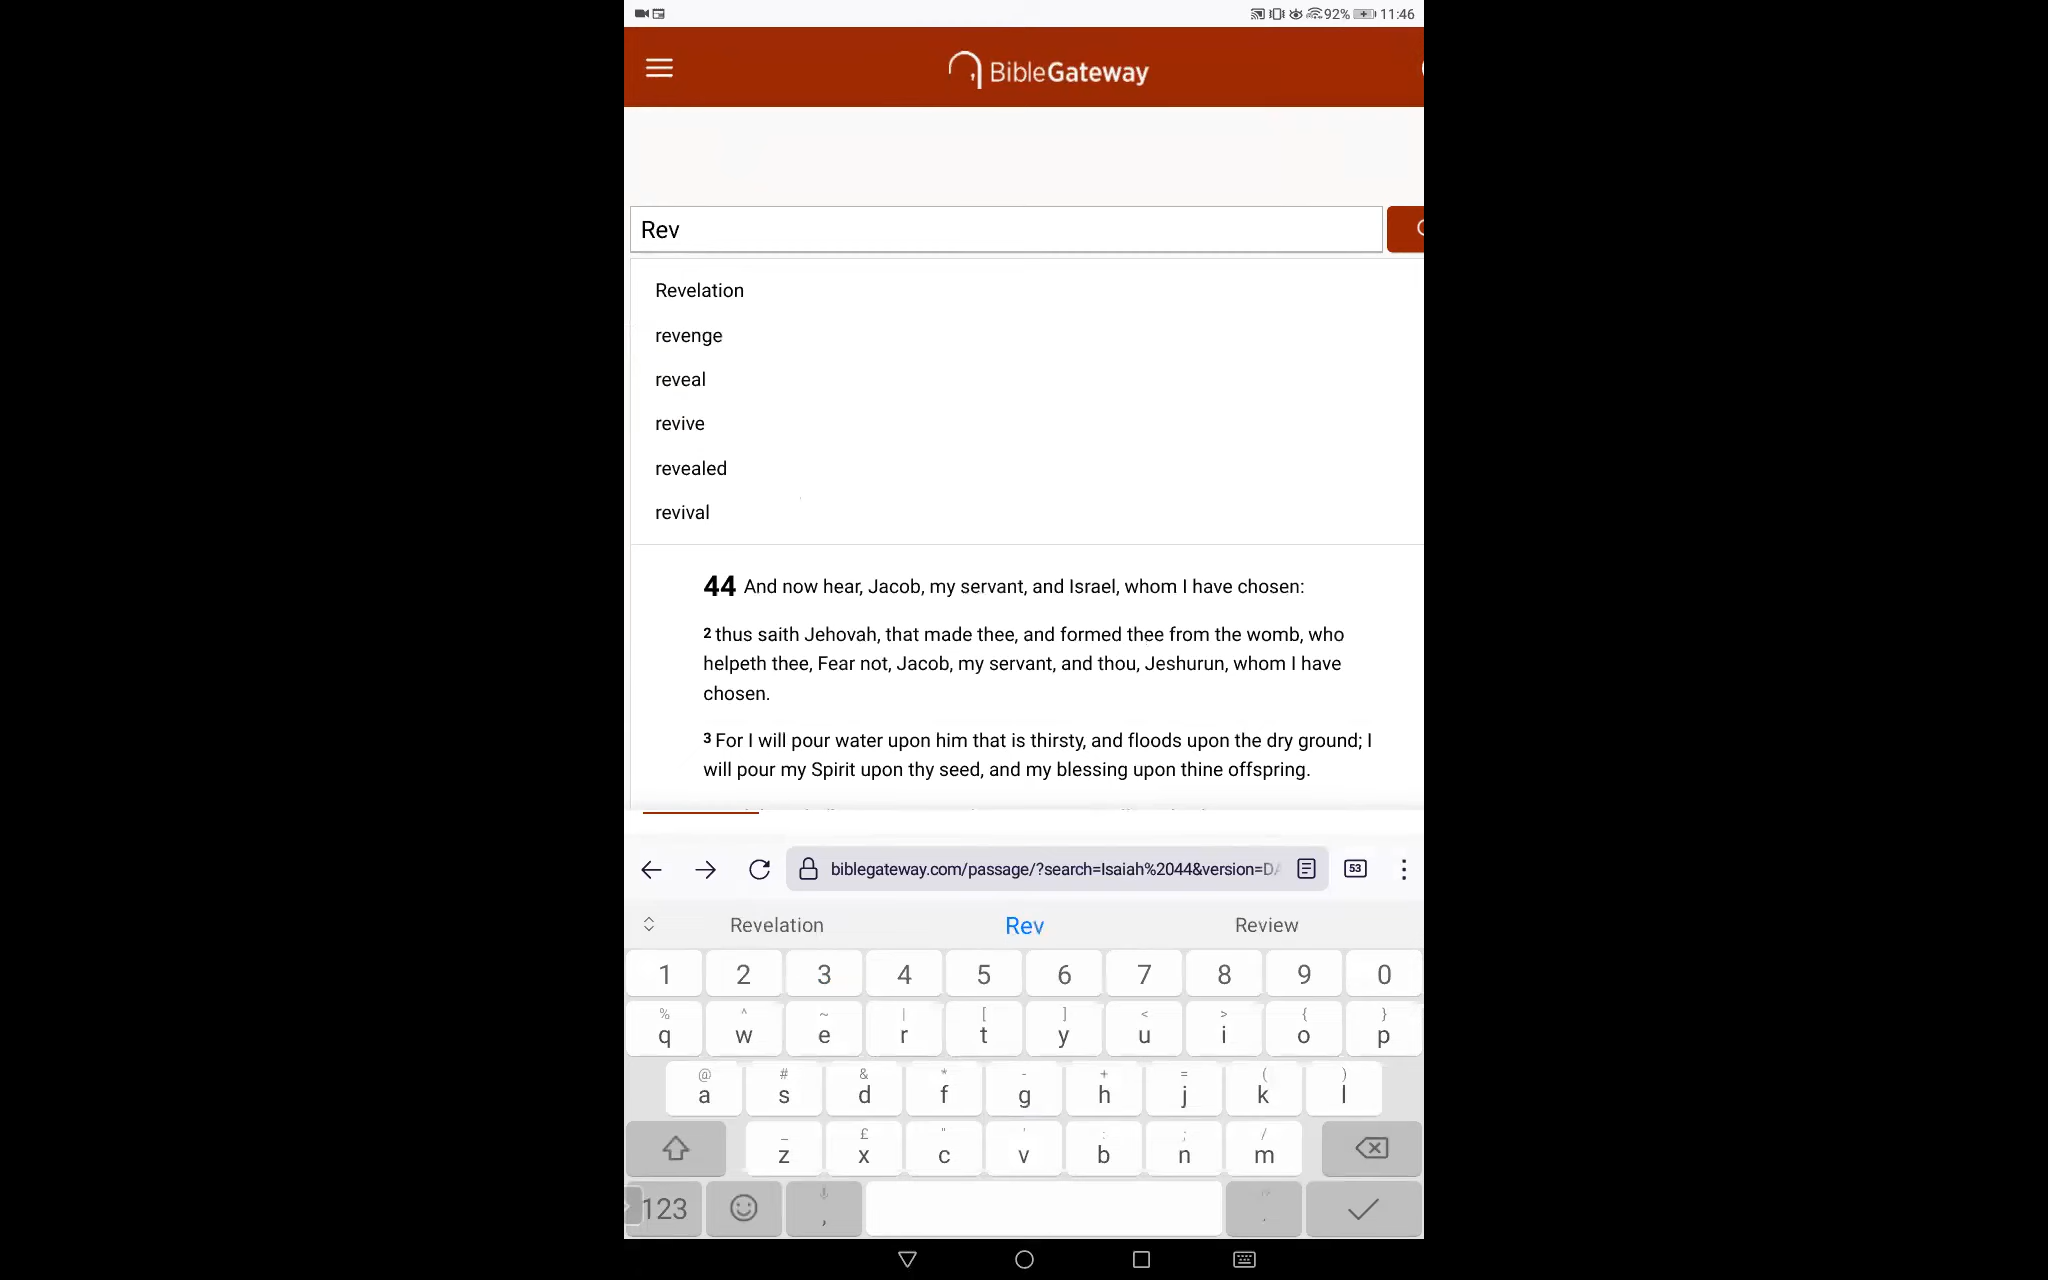 92% 11:46
BibleGateway
Rev
Revelation
revenge
reveal
revive
revealed
revival
44 And now hear, Jacob, my servant, and Israel, whom I have chosen:
2 thus saith Jehovah, that made thee, and formed thee from the womb, who
helpeth thee, Fear not, Jacob, my servant, and thou, Jeshurun, whom I have
chosen.
3 For I will pour water upon him that is thirsty, and floods upon the dry ground; I
will pour my Spirit upon thy seed, and my blessing upon thine offspring.
biblegateway.com/passage/?search=Isaiah%2044&version=DA 53
Revelation Rev Review
1 2 3 4 5 6 7 8 9 0
% ^ ~ | [ ] < > { }
q w e r t y u i o p
@ # & * - + = ( )
a s d f g h j k l
_ £ " ' : ; /
z x c v b n m
123 , .